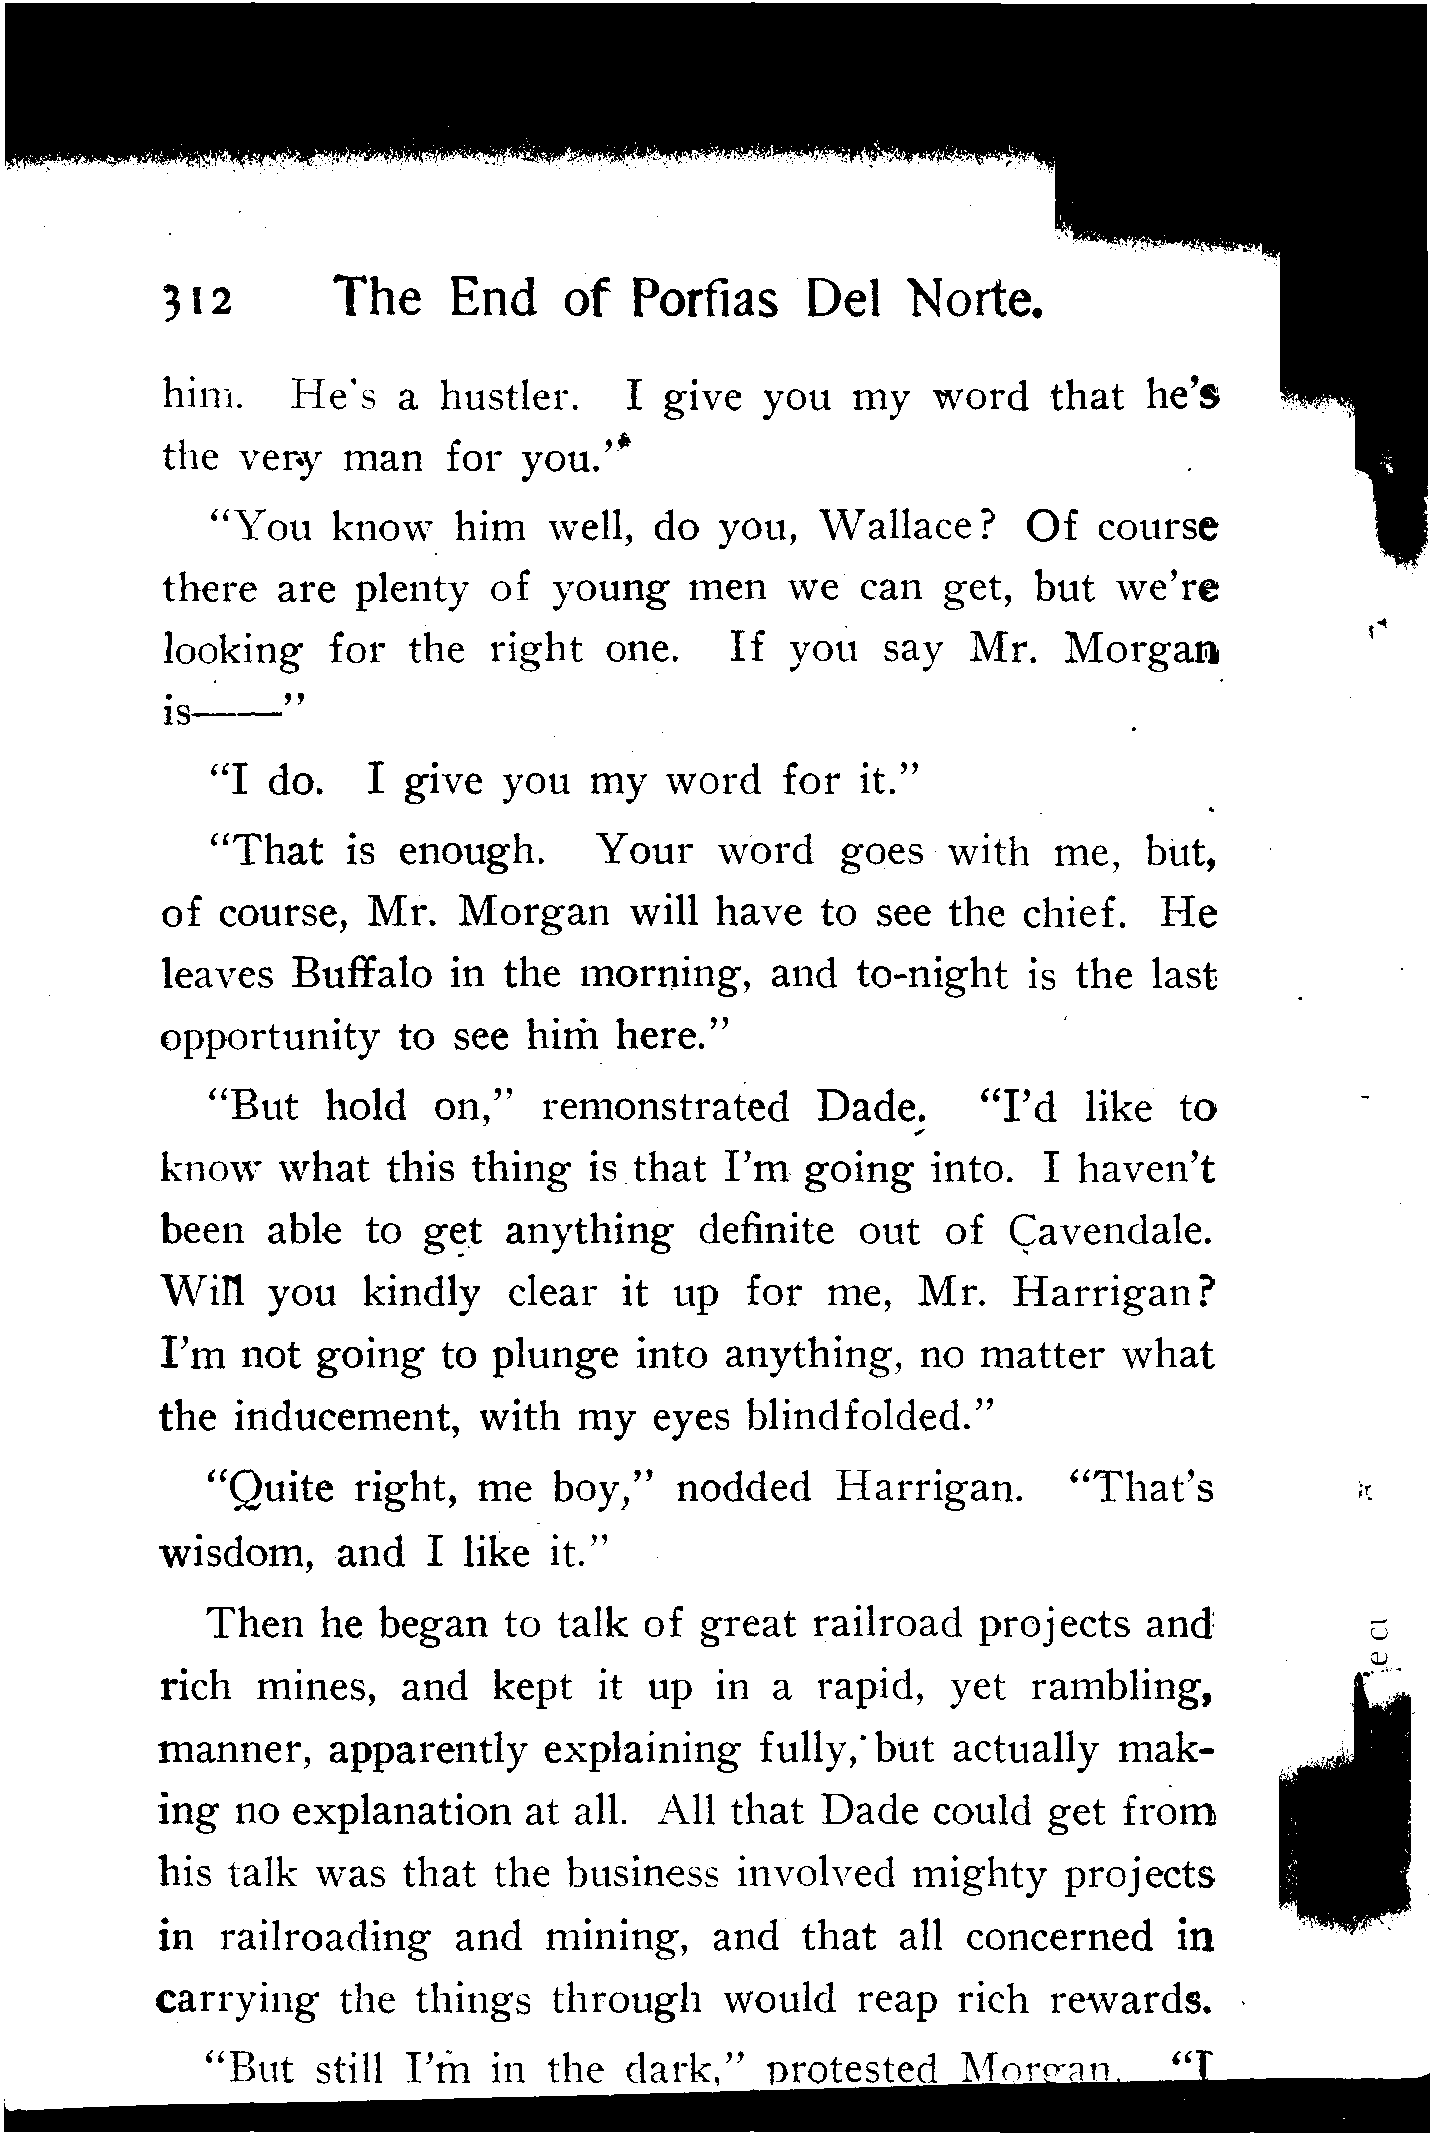 312 The End of Porfias Del Norte.
him. He's a hustler. I give you my word that he's
the very man for you."
"You know him well, do you, Wallace? Of course
there are plenty of young men we can get, but we're
looking for the right one. If you say Mr. Morgan
is——"
"I do. I give you my word for it."
"That is enough. Your word goes with me, but,
of course, Mr. Morgan will have to see the chief. He
leaves Buffalo in the morning, and to-night is the last
opportunity to see him here."
"But hold on," remonstrated Dade. "I'd like to
know what this thing is that I'm going into. I haven't
been able to get anything definite out of Cavendale.
Will you kindly clear it up for me, Mr. Harrigan?
I'm not going to plunge into anything, no matter what
the inducement, with my eyes blindfolded."
"Quite right, me boy," nodded Harrigan. "That's
wisdom, and I like it."
Then he began to talk of great railroad projects and
rich mines, and kept it up in a rapid, yet rambling,
manner, apparently explaining fully, but actually mak-
ing no explanation at all. All that Dade could get from
his talk was that the business involved mighty projects
in railroading and mining, and that all concerned in
carrying the things through would reap rich rewards.
"But still I'm in the dark," protested Morgan. "I